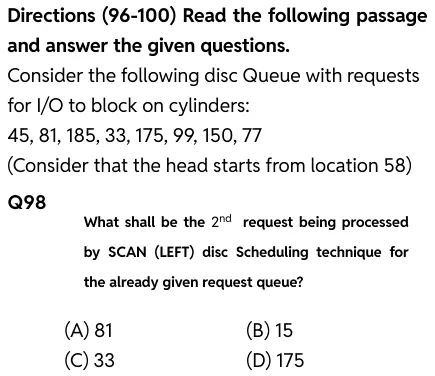 Directions (96-100) Read the following passage
and answer the given questions.
Consider the following disc Queue with requests
for I/O to block on cylinders:
45, 81, 185, 33, 175, 99, 150, 77
(Consider that the head starts from location 58)
Q98
What shall be the 2nd request being processed
by SCAN (LEFT) disc Scheduling technique for
the already given request queue?
(A) 81 (B) 15
(C) 33 (D) 175